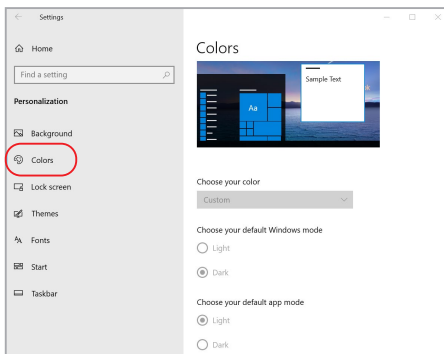 Settings
Home
Find a setting
Personalization
Background
Colors
Lock screen
Themes
Fonts
Start
Taskbar
Colors
Sample Text
Aa
Choose your color
Custom
Choose your default Windows mode
Light
Dark
Choose your default app mode
Light
Dark